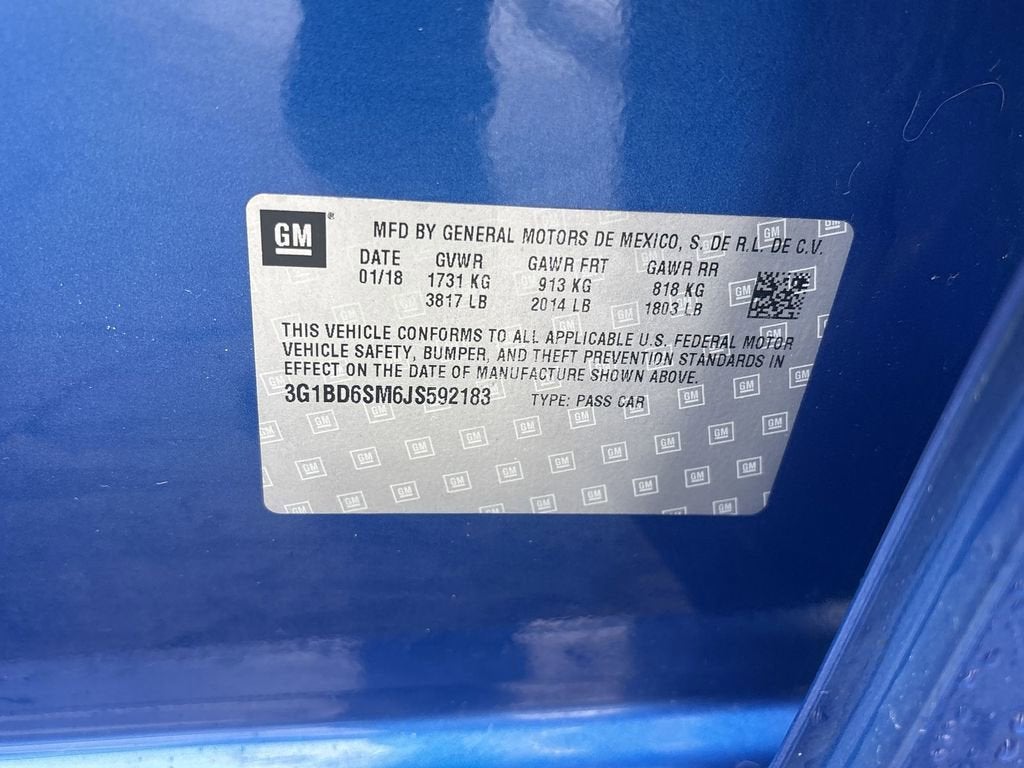 GM
MFD BY GENERAL MOTORS DE MEXICO, S. DE R.L. DE C.V.
DATE GVWR GAWR FRT GAWR RR
01/18 1731 KG 913 KG 818 KG
3817 LB 2014 LB 1803 LB
THIS VEHICLE CONFORMS TO ALL APPLICABLE U.S. FEDERAL MOTOR
VEHICLE SAFETY, BUMPER, AND THEFT PREVENTION STANDARDS IN
EFFECT ON THE DATE OF MANUFACTURE SHOWN ABOVE.
3G1BD6SM6JS592183 TYPE: PASS CAR